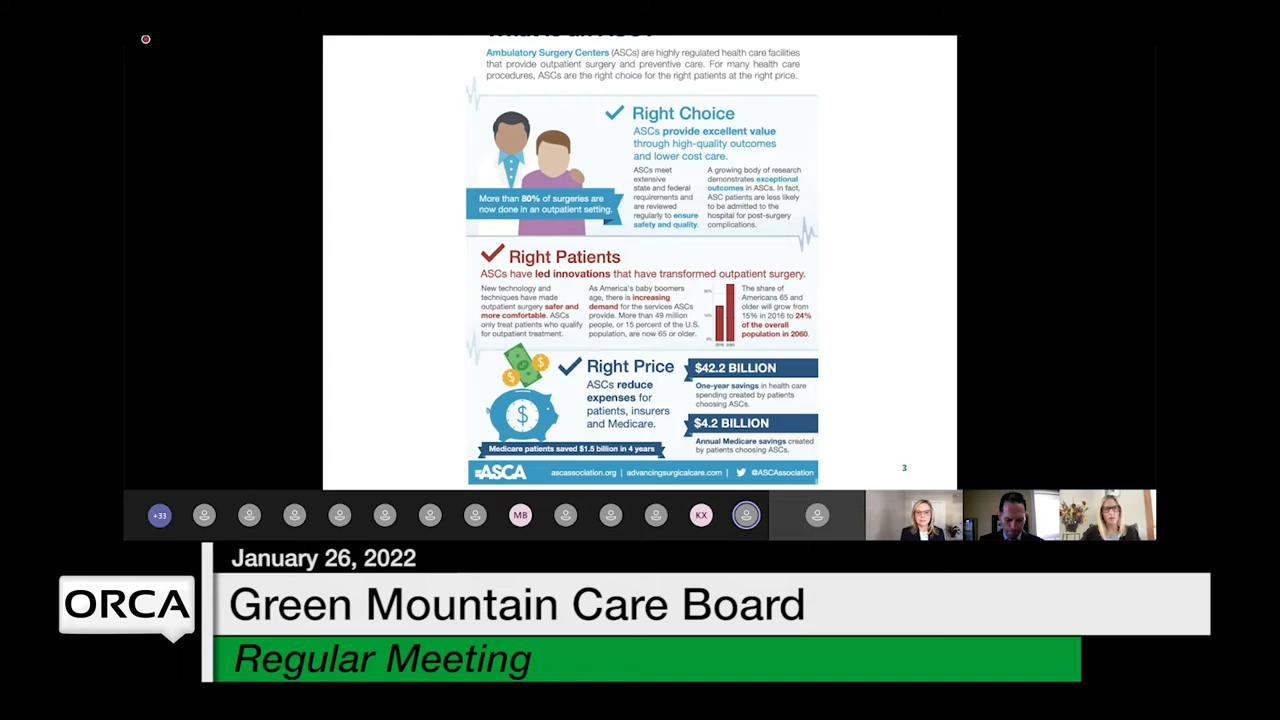 Ambulatory Surgery Centers (ASCs) are highly regulated health care facilities
that provide outpatient surgery and preventive care. For many health care
procedures, ASCs are the right choice for the right patients at the right price.
Right Choice
ASCs provide excellent value
through high-quality outcomes
and lower cost care.
More than 80% of surgeries are
now done in an outpatient setting.
ASCs meet
extensive
state and federal
requirements and
are reviewed
regularly to ensure
safety and quality.
A growing body of research
demonstrates exceptional
outcomes in ASCs. In fact,
ASC patients are less likely
to be admitted to the
hospital for post-surgery
complications.
Right Patients
ASCs have led innovations that have transformed outpatient surgery.
New technology and
techniques have made
outpatient surgery safer and
more comfortable. ASCs
only treat patients who qualify
for outpatient treatment.
As America's baby boomers
age, there is increasing
demand for the services ASCs
provide. More than 49 million
people, or 15 percent of the U.S.
population, are now 65 or older.
The share of
Americans 65 and
older will grow from
15% in 2016 to 24%
of the overall
population in 2060.
Right Price
ASCs reduce
expenses for
patients, insurers
and Medicare.
Medicare patients saved $1.5 billion in 4 years
$42.2 BILLION
One-year savings in health care
spending created by patients
choosing ASCs.
$4.2 BILLION
Annual Medicare savings created
by patients choosing ASCs.
ASCA
ascassociation.org | advancingsurgicalcare.com | @ASCAssociation
3
+33
MB
KX
January 26, 2022
ORCA
Green Mountain Care Board
Regular Meeting